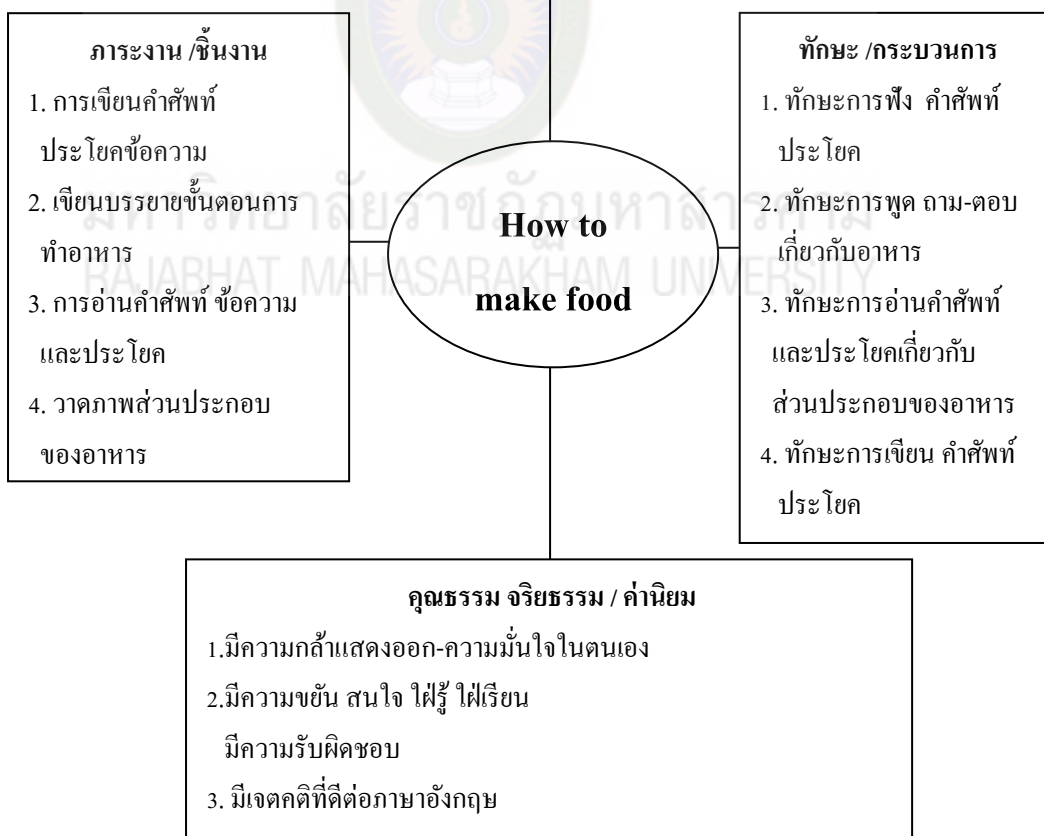 ภาระงาน /ชิ้นงาน
1. การเขียนคำศัพท์
ประโยคข้อความ
2. เขียนบรรยายขั้นตอนการ
ทำอาหาร
3. การอ่านคำศัพท์ ข้อความ
และประโยค
4. วาดภาพส่วนประกอบ
ของอาหาร
How to
make food
ทักษะ /กระบวนการ
1. ทักษะการฟัง คำศัพท์
ประโยค
2. ทักษะการพูด ถาม-ตอบ
เกี่ยวกับอาหาร
3. ทักษะการอ่านคำศัพท์
และประโยคเกี่ยวกับ
ส่วนประกอบของอาหาร
4. ทักษะการเขียน คำศัพท์
ประโยค
มหาวิทยาลัยราชภัฏมหาสารคาม
RAJABHAT MAHASARAKHAM UNIVERSITY
คุณธรรม จริยธรรม / ค่านิยม
1.มีความกล้าแสดงออก-ความมั่นใจในตนเอง
2.มีความขยัน สนใจ ใฝ่รู้ ใฝ่เรียน
มีความรับผิดชอบ
3. มีเจตคติที่ดีต่อภาษาอังกฤษ